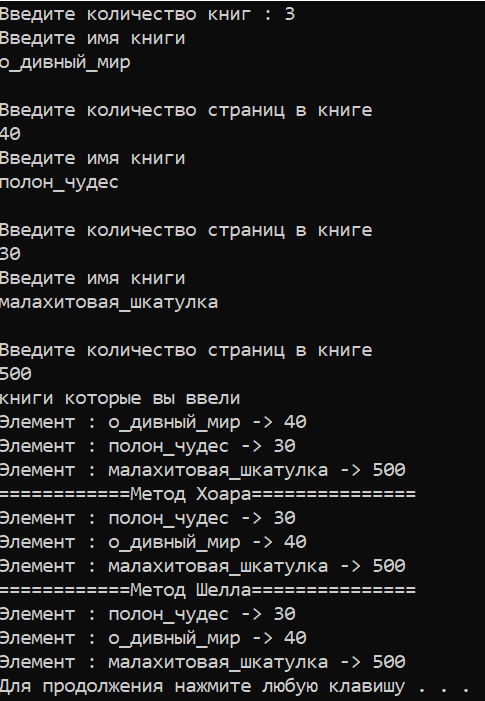 Введите количество книг : 3
Введите имя книги
о_дивный_мир

Введите количество страниц в книге
40
Введите имя книги
полон_чудес

Введите количество страниц в книге
30
Введите имя книги
малахитовая_шкатулка

Введите количество страниц в книге
500
книги которые вы ввели
Элемент : о_дивный_мир -> 40
Элемент : полон_чудес -> 30
Элемент : малахитовая_шкатулка -> 500
============Метод Хоара===============
Элемент : полон_чудес -> 30
Элемент : о_дивный_мир -> 40
Элемент : малахитовая_шкатулка -> 500
============Метод Шелла===============
Элемент : полон_чудес -> 30
Элемент : о_дивный_мир -> 40
Элемент : малахитовая_шкатулка -> 500
Для продолжения нажмите любую клавишу . . .